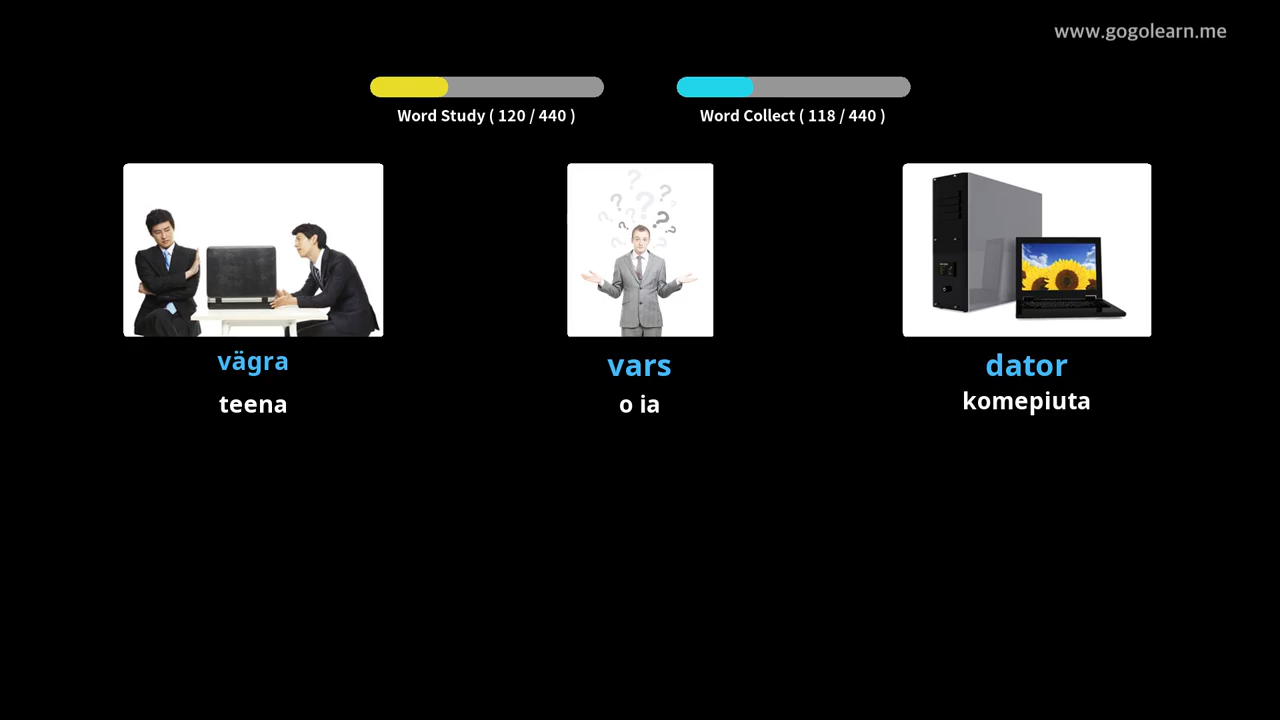 www.gogolearn.me
Word Study ( 120 / 440 )
Word Collect ( 118 / 440 )
vägra
vars
dator
teena
o ia
komepiuta